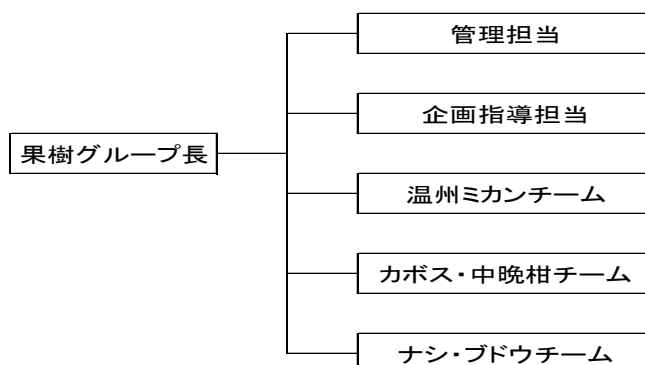 管理担当
企画指導担当
果樹グループ長
温州ミカンチーム
カボス・中晩柑チーム
ナシ・ブドウチーム